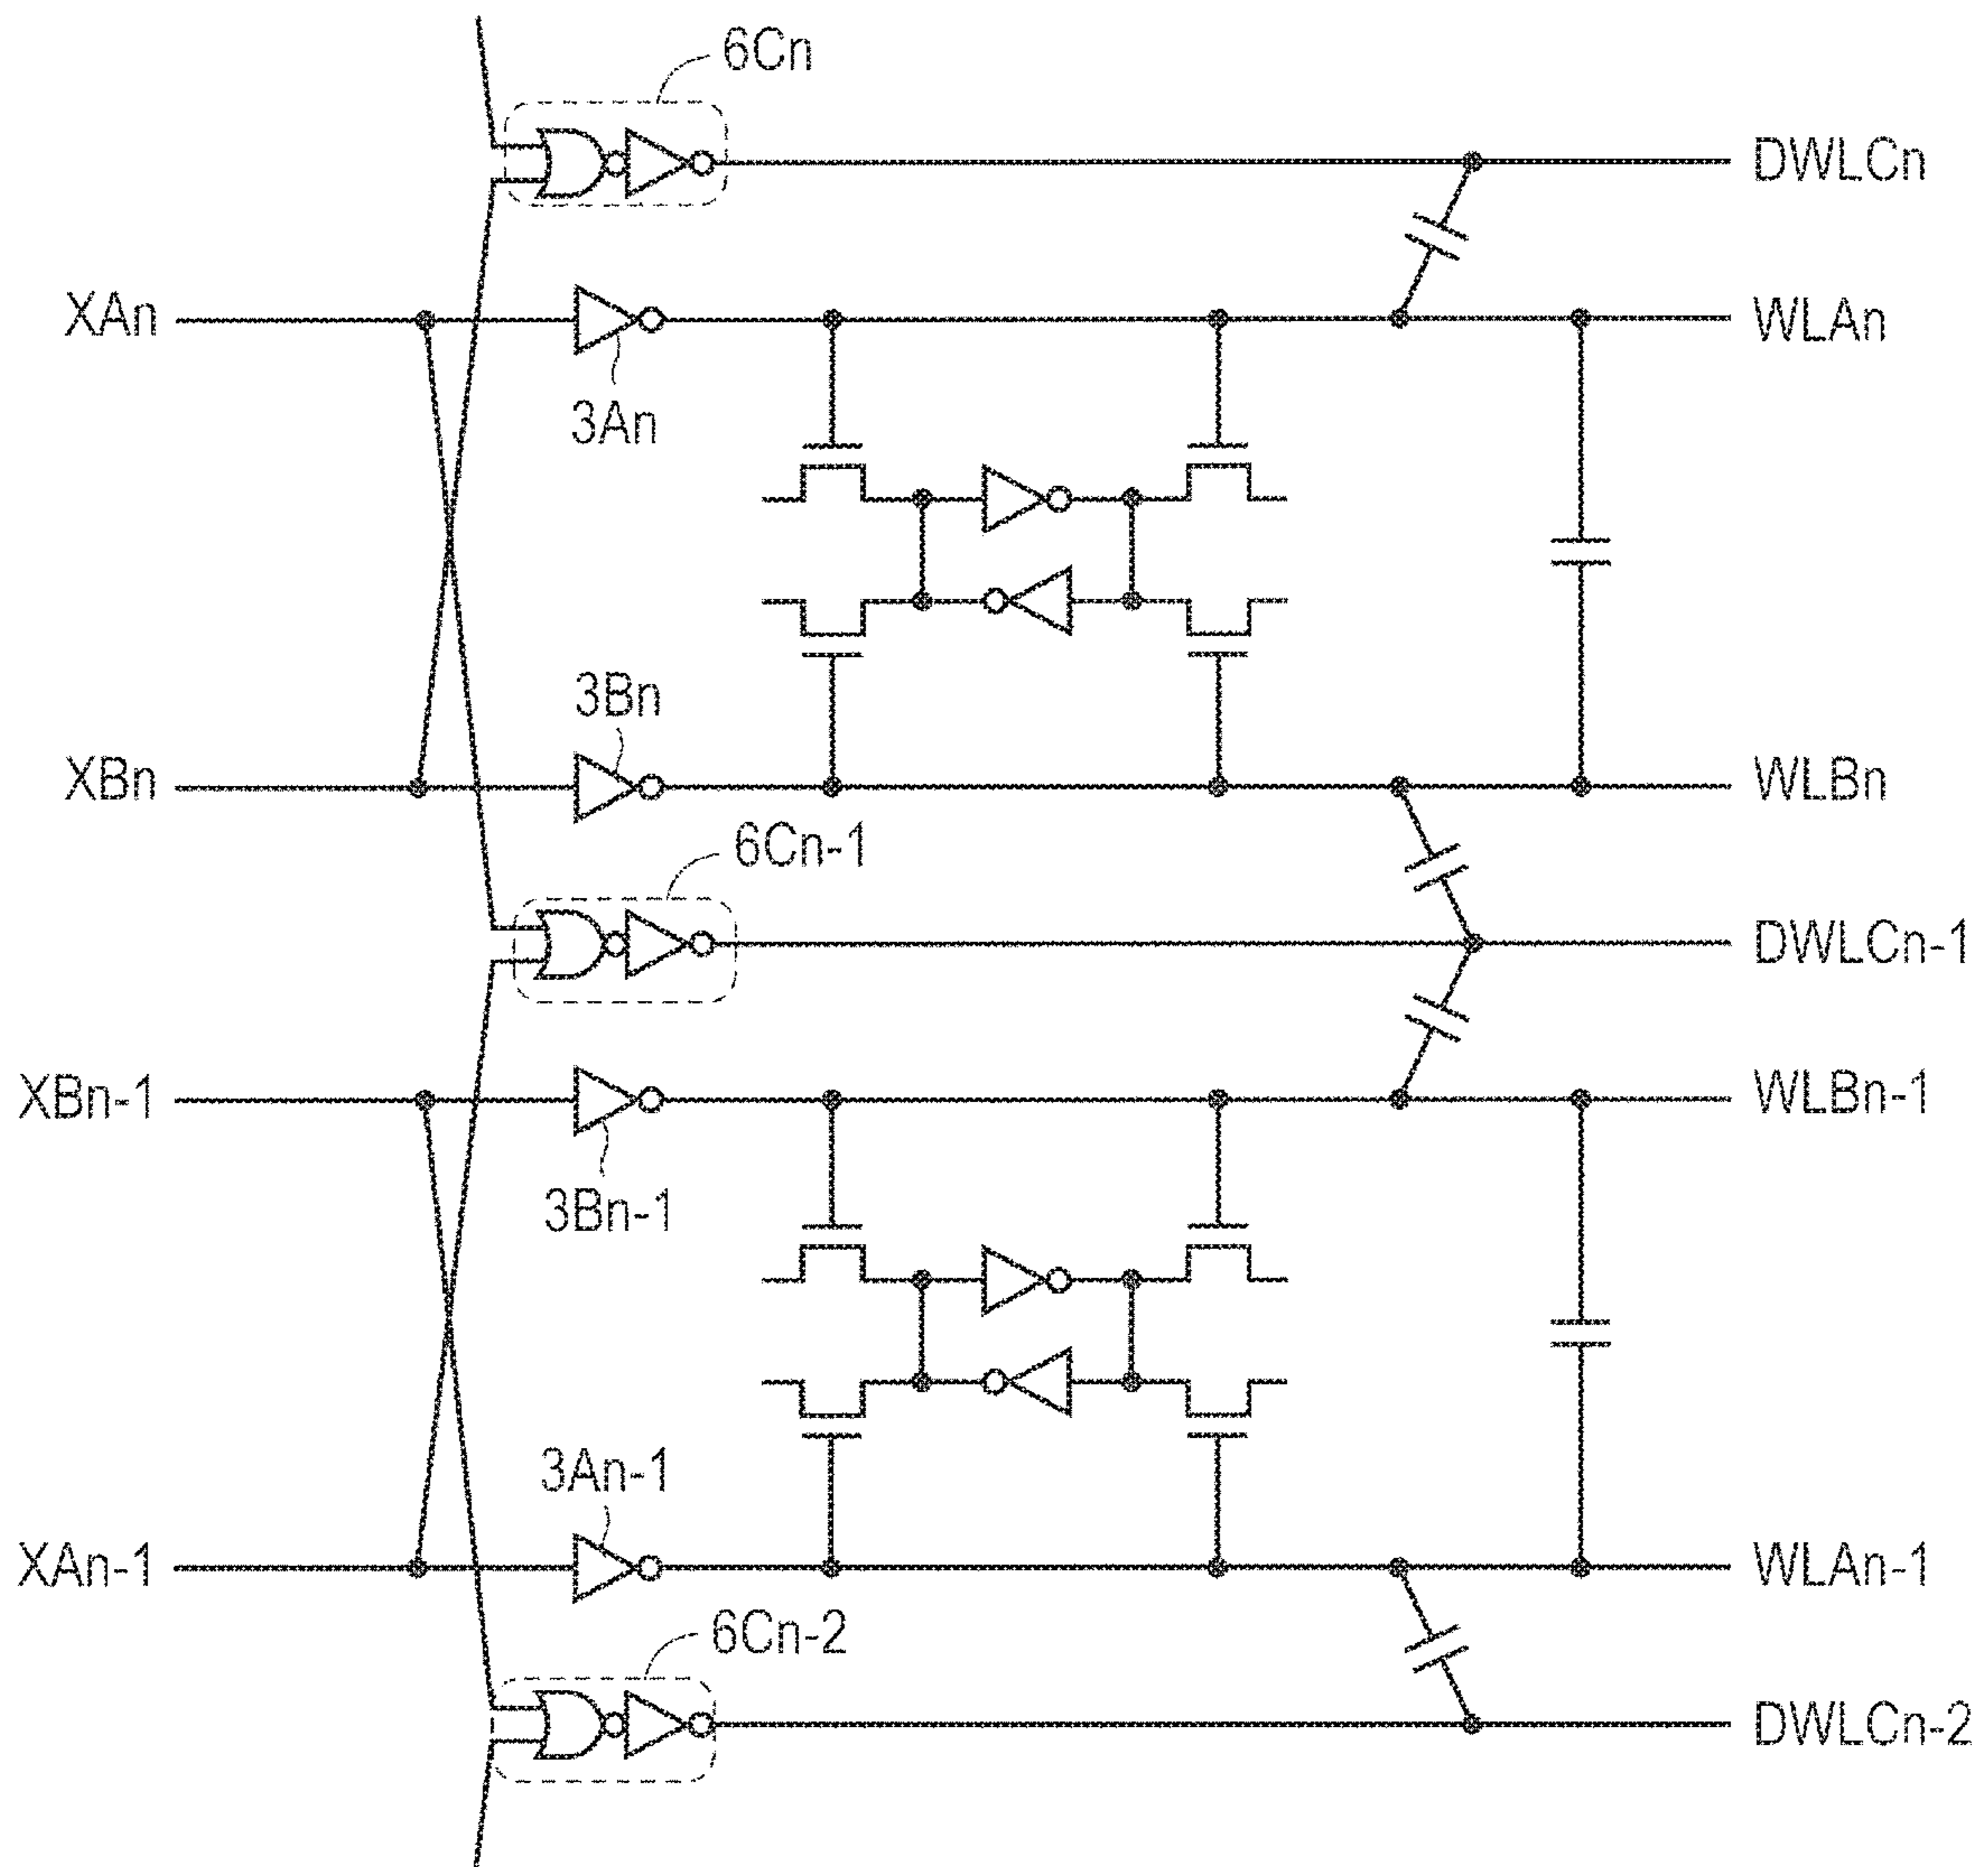 6Cn
DWLCn
XAn
WLAn
3An
3Bn
XBn
WLBn
6Cn-1
DWLCn-1
XBn-1
WLBn-1
3Bn-1
3An-1
XAn-1
WLAn-1
6Cn-2
DWLCn-2